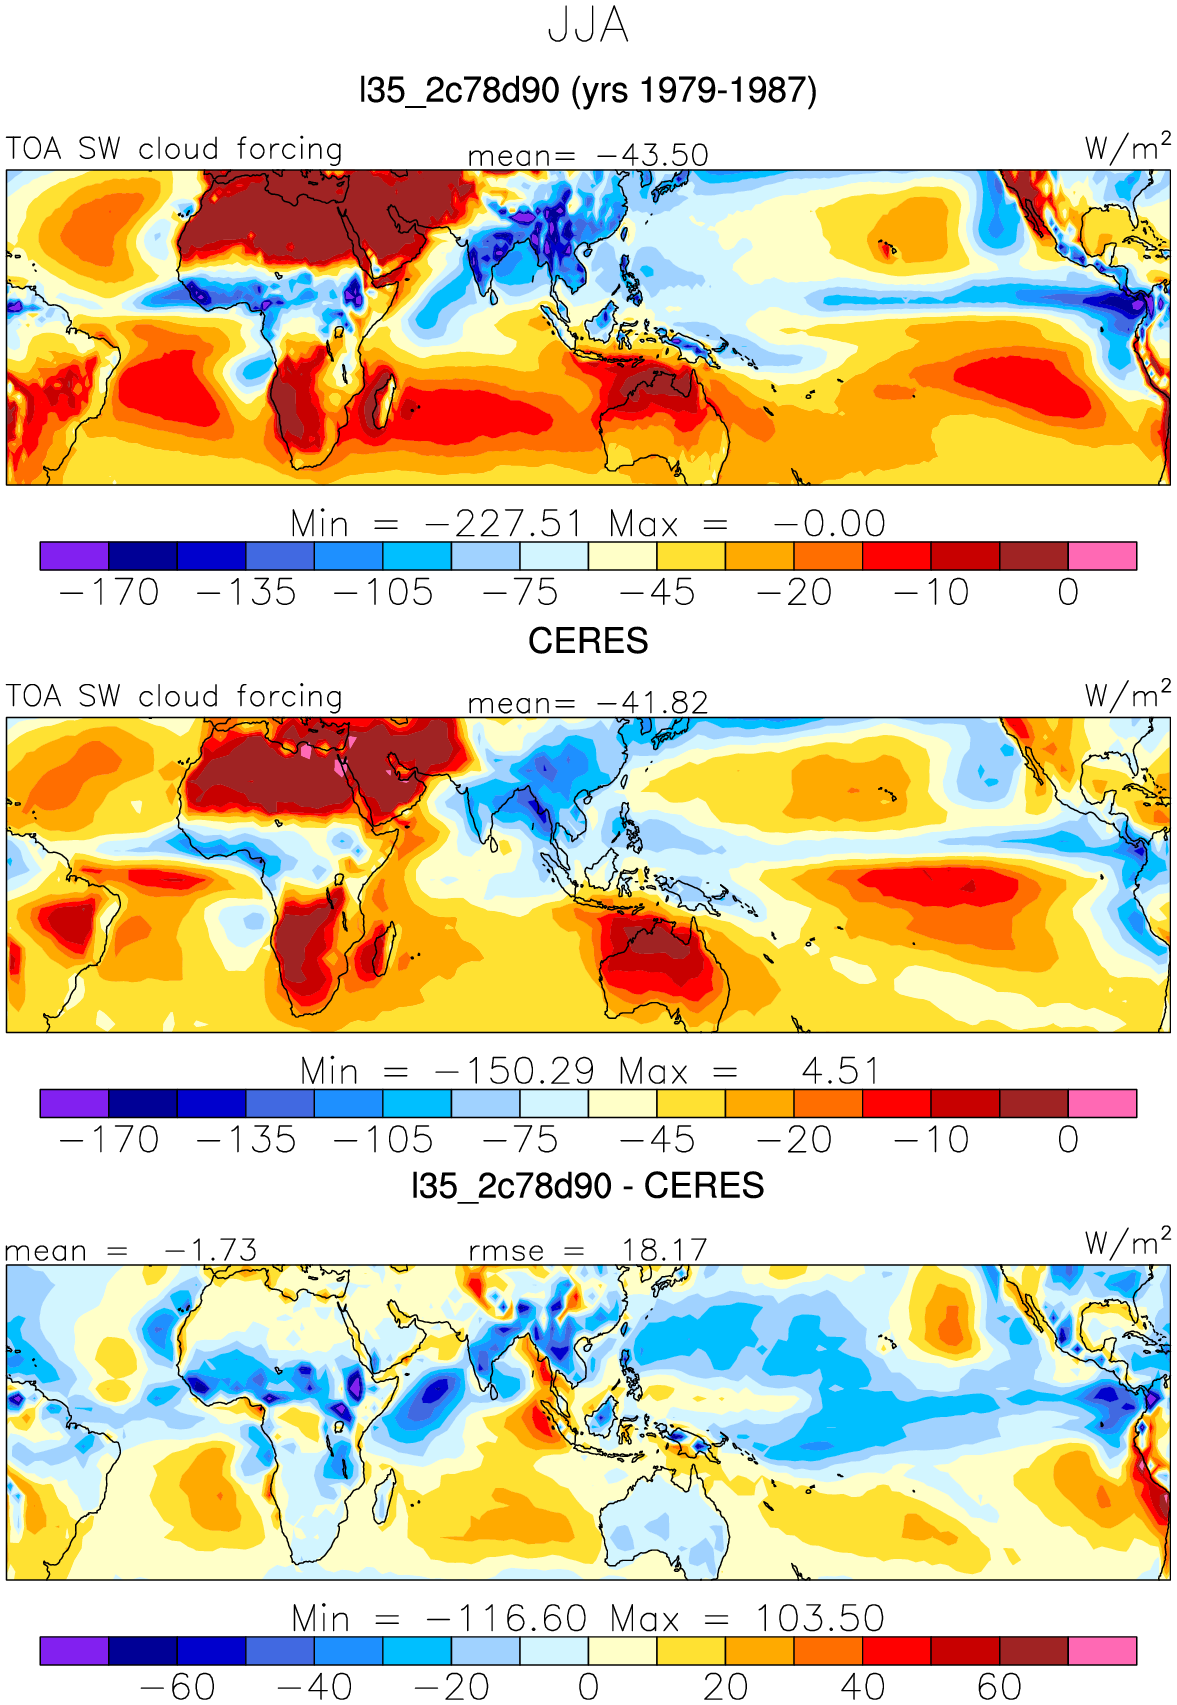 JJA
l35_2c78d90 (yrs 1979-1987)
TOA SW cloud forcing mean= -43.50 W/m²
Min = -227.51 Max = -0.00
-170 -135 -105 -75 -45 -20 -10 0
CERES
TOA SW cloud forcing mean= -41.82 W/m²
Min = -150.29 Max = 4.51
-170 -135 -105 -75 -45 -20 -10 0
l35_2c78d90 - CERES
mean = -1.73 rmse = 18.17 W/m²
Min = -116.60 Max = 103.50
-60 -40 -20 0 20 40 60